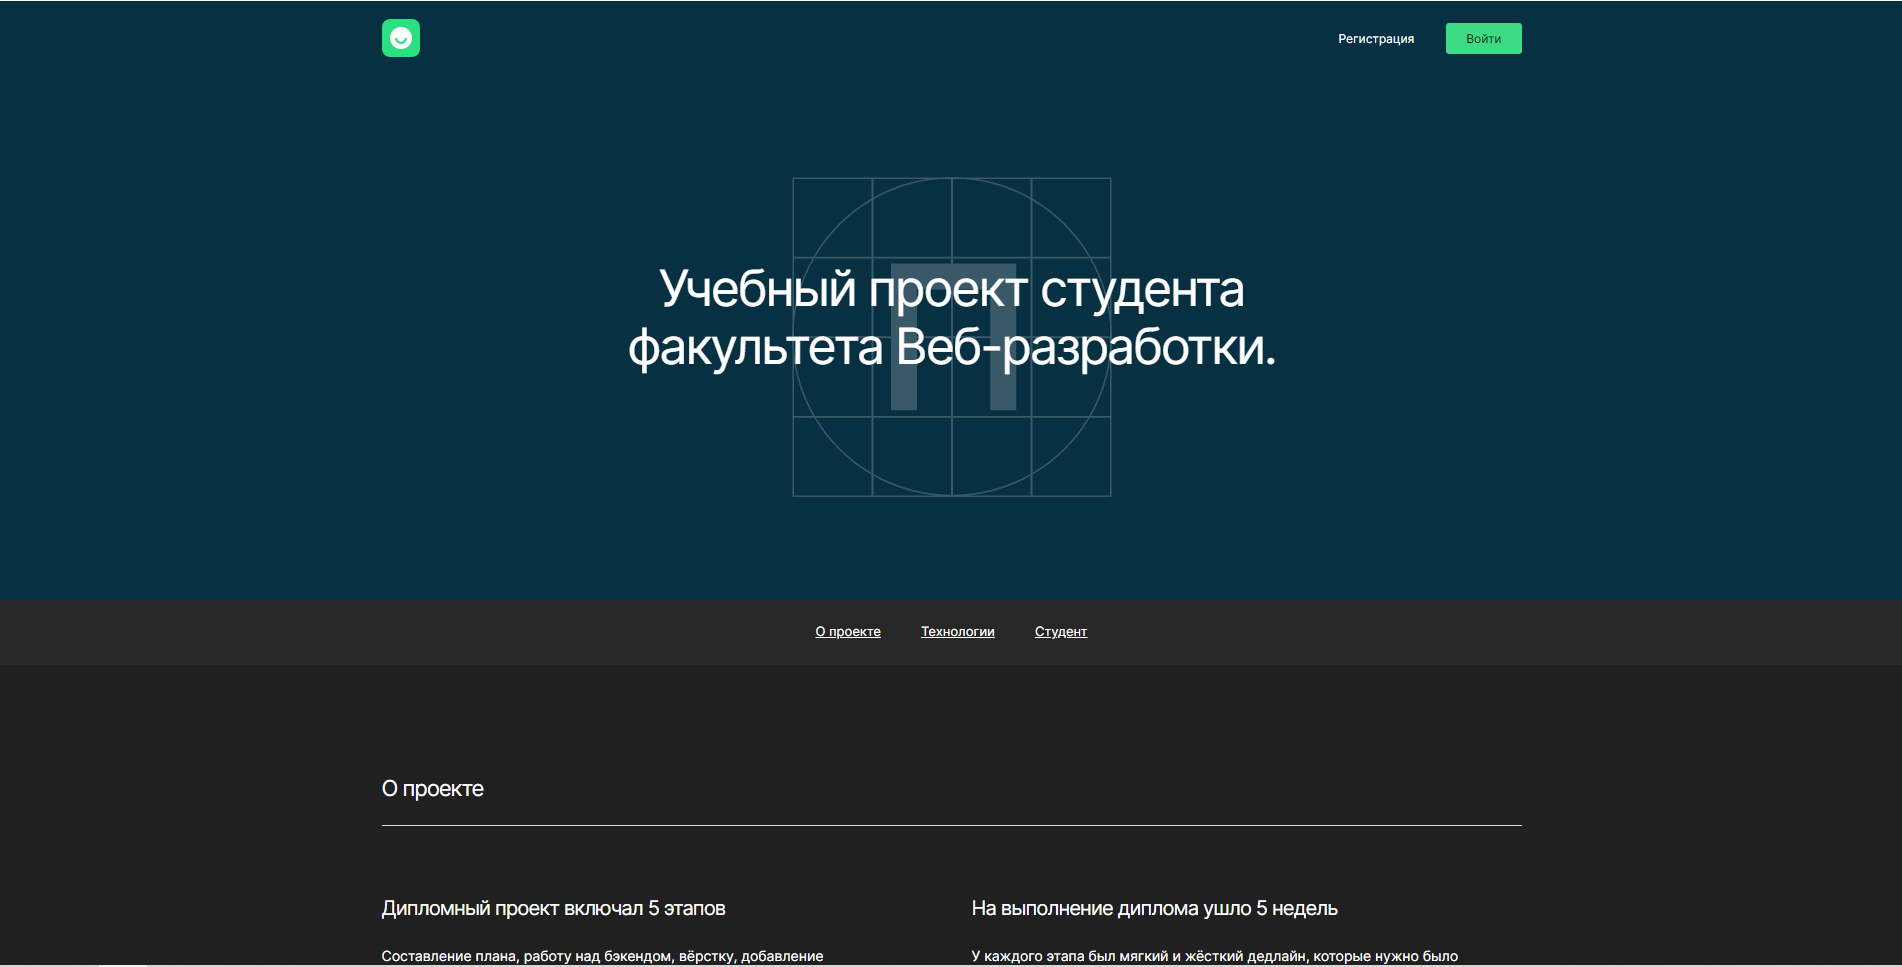 Регистрация
Войти
П
Учебный проект студента
факультета Веб-разработки.
О проекте
Технологии
Студент
О проекте
Дипломный проект включал 5 этапов
Составление плана, работу над бэкендом, вёрстку, добавление
На выполнение диплома ушло 5 недель
У каждого этапа был мягкий и жёсткий дедлайн, которые нужно было